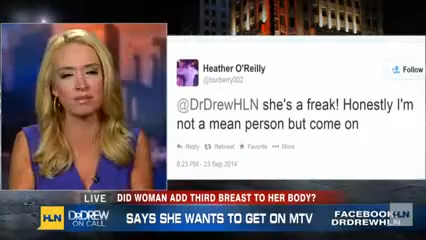 Heather O'Reilly
@burberry002
Follow
@DrDrewHLN she's a freak! Honestly I'm
not a mean person but come on
Reply Retweet Favorite More
6:23 PM - 23 Sep 2014
LIVE DID WOMAN ADD THIRD BREAST TO HER BODY?
HLN DR.DREW ON CALL
SAYS SHE WANTS TO GET ON MTV
FACEBOOK
DRDREWHLN
HLN